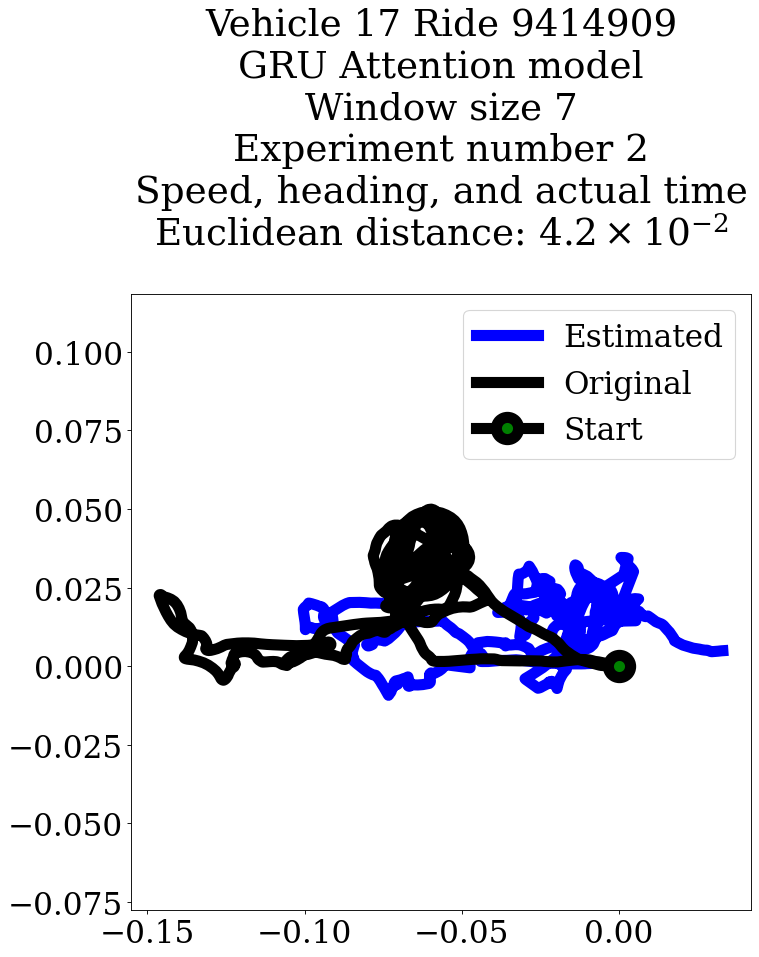 Vehicle 17 Ride 9414909
GRU Attention model
Window size 7
Experiment number 2
Speed, heading, and actual time
Euclidean distance: 4.2 × 10⁻²
Estimated
Original
Start
0.100
0.075
0.050
0.025
0.000
−0.025
−0.050
−0.075
−0.15 −0.10 −0.05 0.00